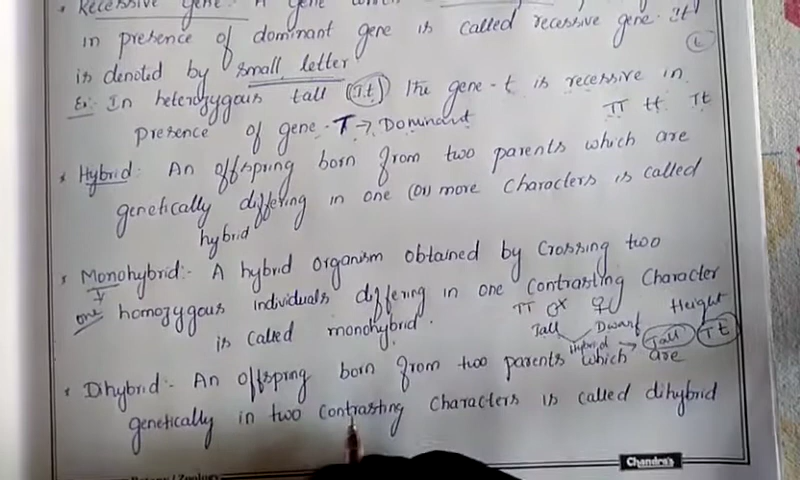 * Recessive gene: A gene which
in presence of dominant gene is called recessive gene. It
is denoted by small letter (t)
Ex:- In heterozygous tall (Tt) the gene-t is recessive in
presence of gene-T → Dominant TT tt Tt
* Hybrid: An offspring born from two parents which are
genetically differing in one (or) more characters is called
hybrid
* Monohybrid:- A hybrid organism obtained by crossing two
one homozygous individuals differing in one contrasting character
is called monohybrid.
TT Height
Tall Dwarf
Hybrid → Tall Tt
* Dihybrid:- An offspring born from two parents which are
genetically in two contrasting characters is called dihybrid
Chandra's